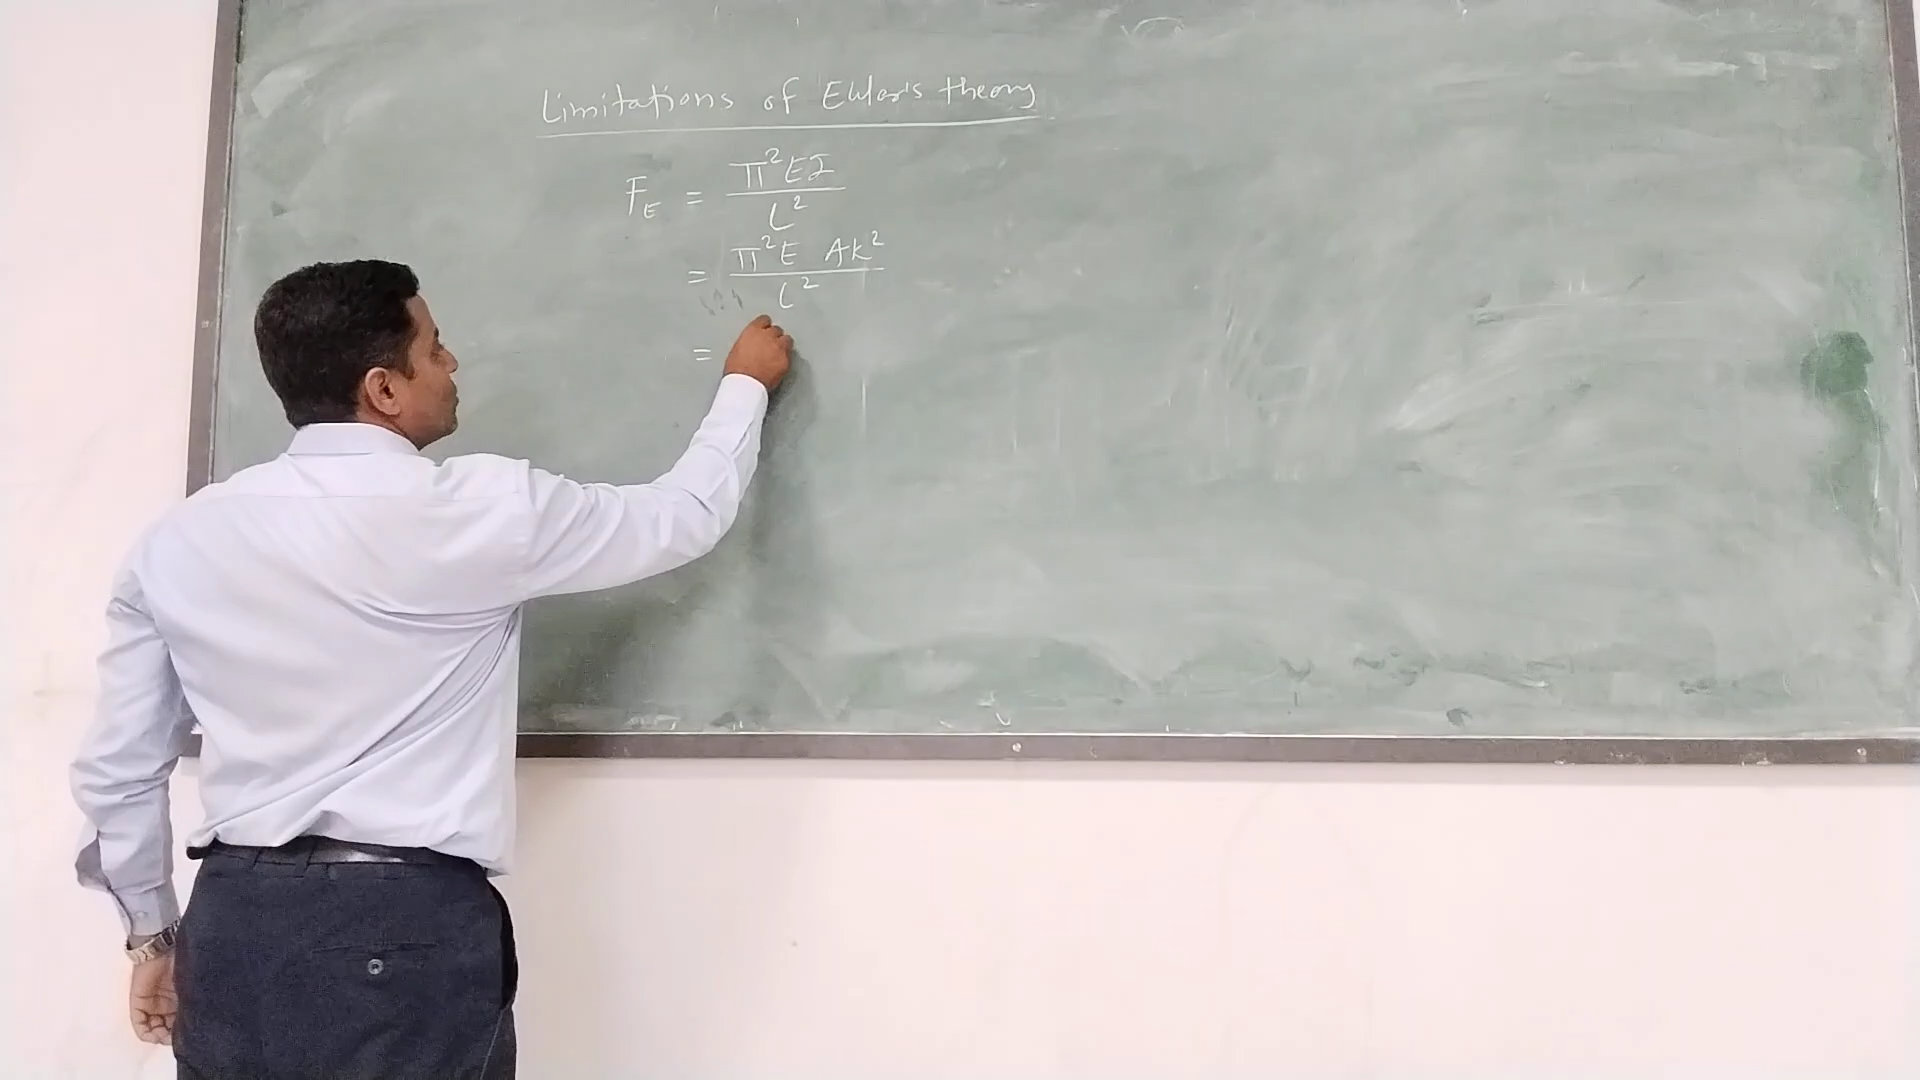 Limitations of Euler's theory
F_E = π²EI / L²
= π²E Ak² / L²
=